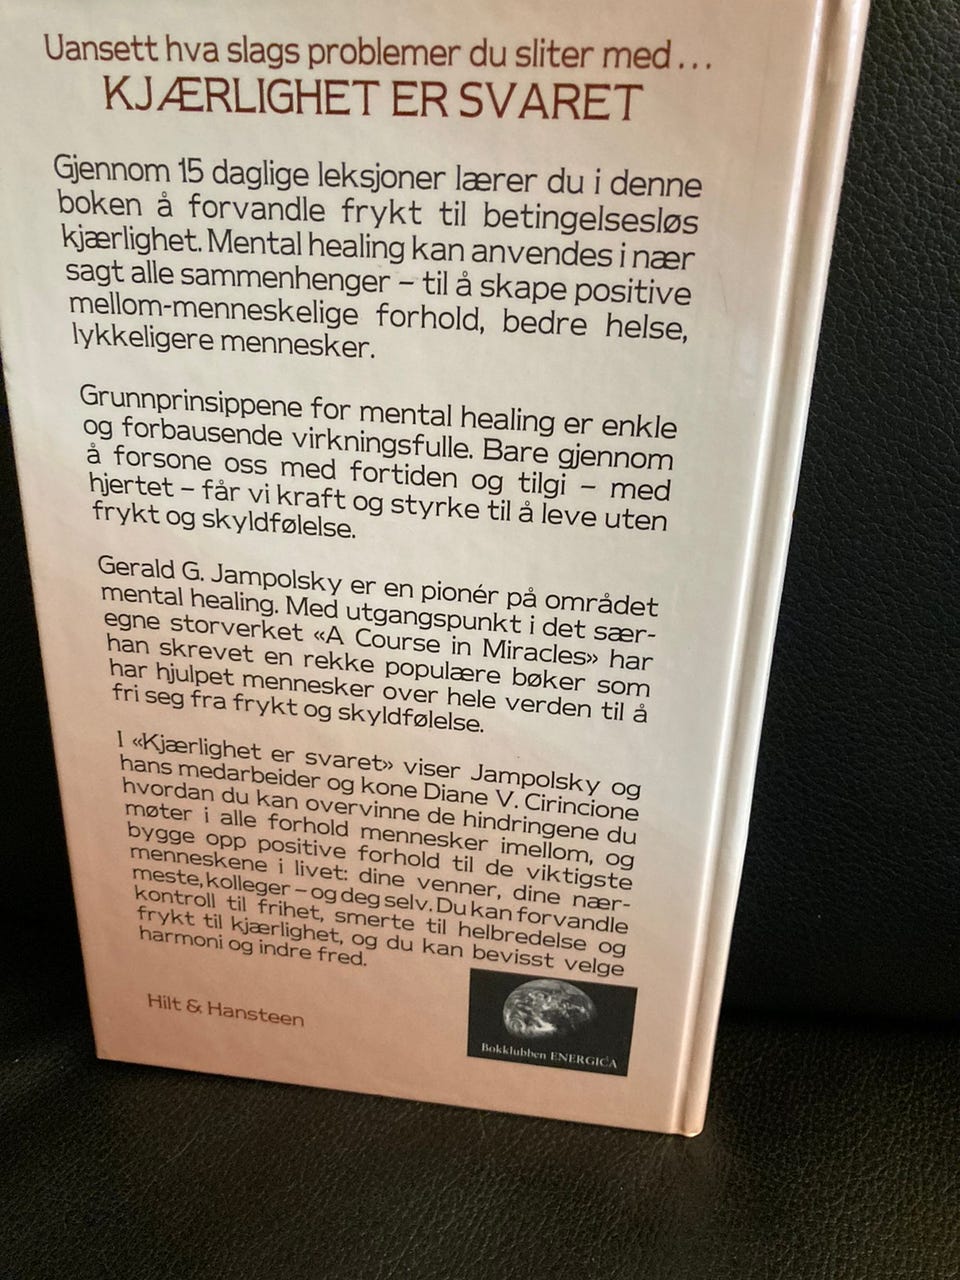 Uansett hva slags problemer du sliter med...
KJÆRLIGHET ER SVARET
Gjennom 15 daglige leksjoner lærer du i denne
boken å forvandle frykt til betingelsesløs
kjærlighet. Mental healing kan anvendes i nær
sagt alle sammenhenger – til å skape positive
mellom-menneskelige forhold, bedre helse,
lykkeligere mennesker.
Grunnprinsippene for mental healing er enkle
og forbausende virkningsfulle. Bare gjennom
å forsone oss med fortiden og tilgi – med
hjertet – får vi kraft og styrke til å leve uten
frykt og skyldfølelse.
Gerald G. Jampolsky er en pionér på området
mental healing. Med utgangspunkt i det sær-
egne storverket «A Course in Miracles» har
han skrevet en rekke populære bøker som
har hjulpet mennesker over hele verden til å
fri seg fra frykt og skyldfølelse.
I «Kjærlighet er svaret» viser Jampolsky og
hans medarbeider og kone Diane V. Cirincione
hvordan du kan overvinne de hindringene du
møter i alle forhold mennesker imellom, og
bygge opp positive forhold til de viktigste
menneskene i livet: dine venner, dine nær-
meste, kolleger – og deg selv. Du kan forvandle
kontroll til frihet, smerte til helbredelse og
frykt til kjærlighet, og du kan bevisst velge
harmoni og indre fred.
Hilt & Hansteen
Bokklubben ENERGICA